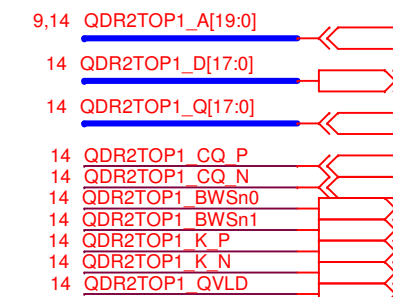 9,14 QDR2TOP1_A[19:0]
14 QDR2TOP1_D[17:0]
14 QDR2TOP1_Q[17:0]
14 QDR2TOP1_CQ_P
14 QDR2TOP1_CQ_N
14 QDR2TOP1_BWSn0
14 QDR2TOP1_BWSn1
14 QDR2TOP1_K_P
14 QDR2TOP1_K_N
14 QDR2TOP1_QVLD